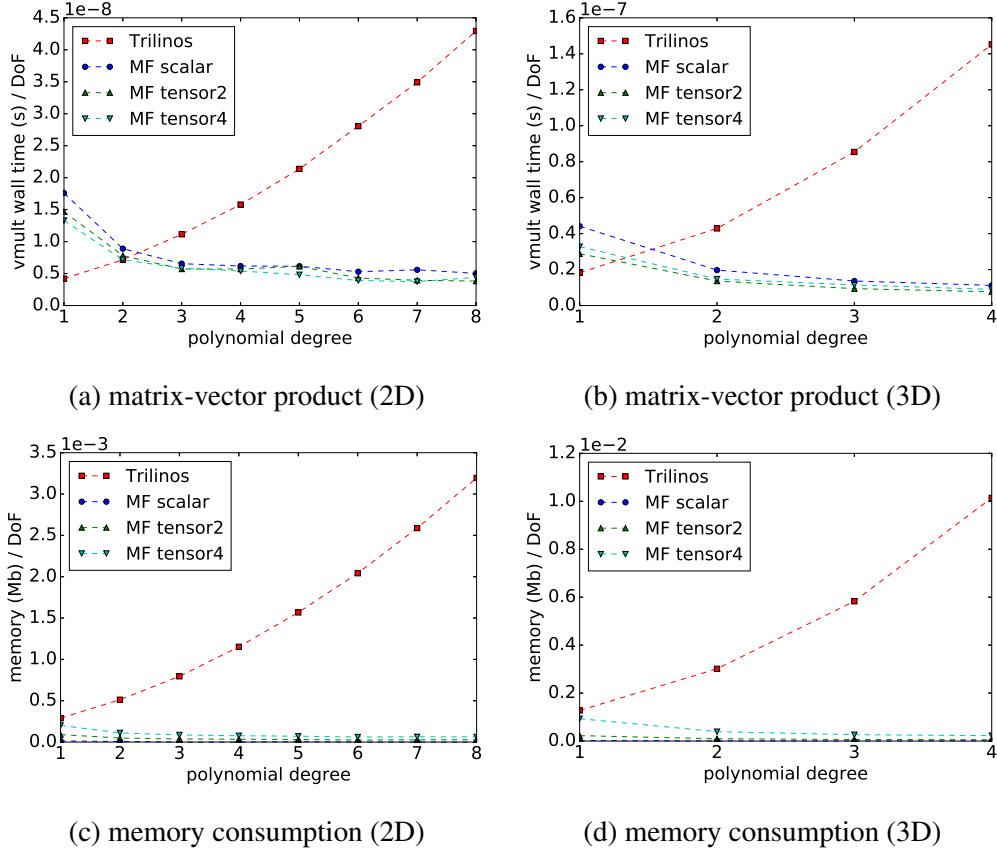 1e−8
4.5
4.0
3.5
3.0
2.5
2.0
1.5
1.0
0.5
0.0
vmult wall time (s) / DoF
Trilinos
MF scalar
MF tensor2
MF tensor4
1 2 3 4 5 6 7 8
polynomial degree
(a) matrix-vector product (2D)
1e−7
1.6
1.4
1.2
1.0
0.8
0.6
0.4
0.2
0.0
vmult wall time (s) / DoF
Trilinos
MF scalar
MF tensor2
MF tensor4
1 2 3 4
polynomial degree
(b) matrix-vector product (3D)
1e−3
3.5
3.0
2.5
2.0
1.5
1.0
0.5
0.0
memory (Mb) / DoF
Trilinos
MF scalar
MF tensor2
MF tensor4
1 2 3 4 5 6 7 8
polynomial degree
(c) memory consumption (2D)
1e−2
1.2
1.0
0.8
0.6
0.4
0.2
0.0
memory (Mb) / DoF
Trilinos
MF scalar
MF tensor2
MF tensor4
1 2 3 4
polynomial degree
(d) memory consumption (3D)